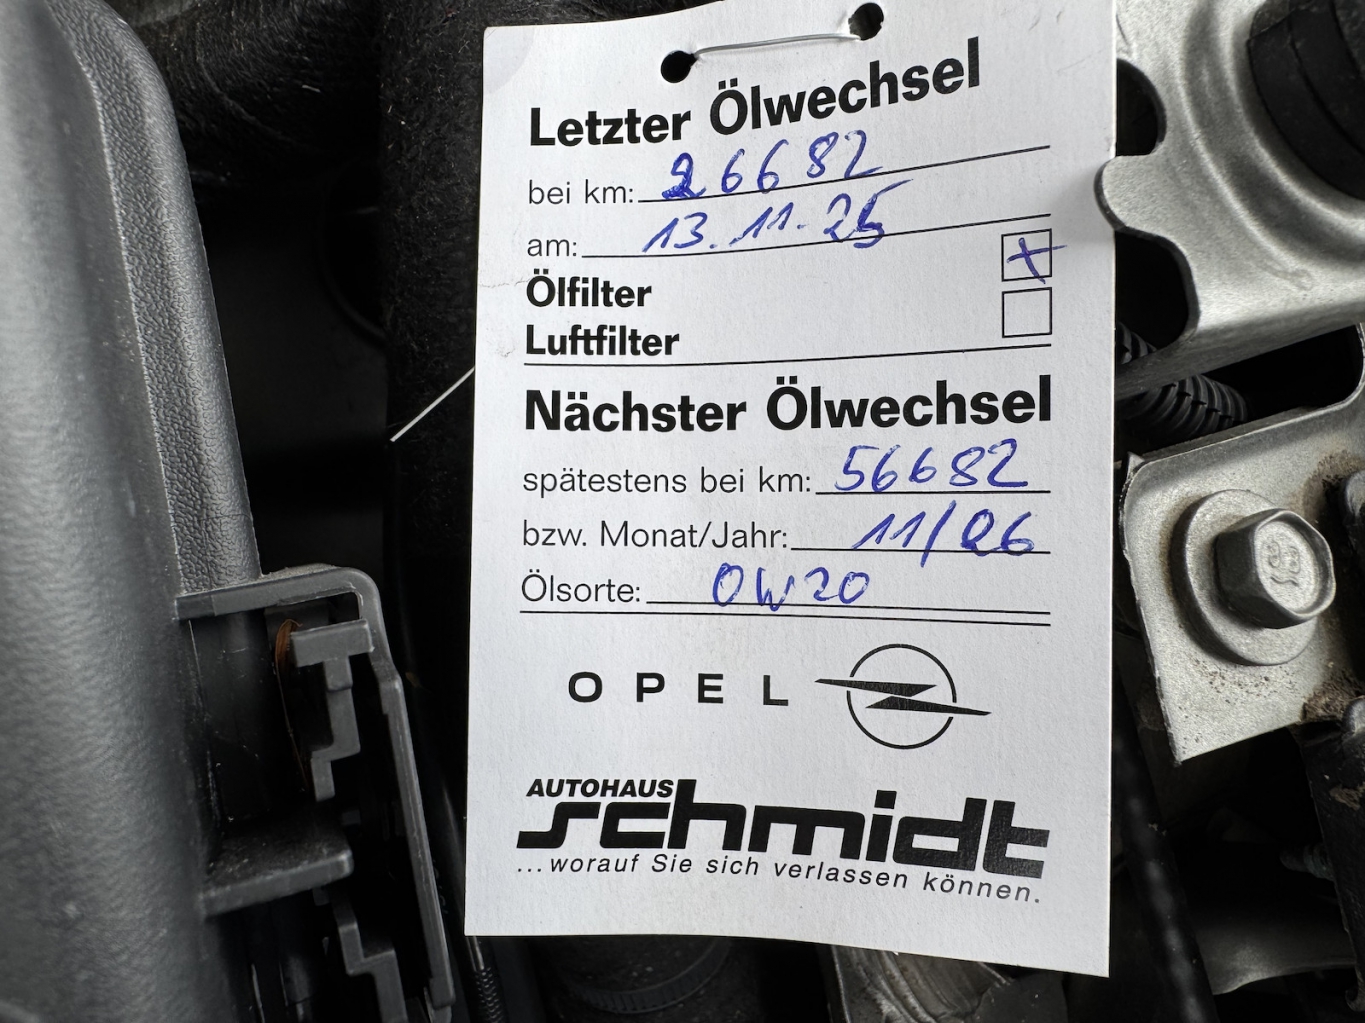 Letzter Ölwechsel
bei km: 26682
am: 13.11.25
Ölfilter
Luftfilter
Nächster Ölwechsel
spätestens bei km: 56682
bzw. Monat/Jahr: 11/26
Ölsorte: 0W20
OPEL
AUTOHAUS
schmidt
...worauf Sie sich verlassen können.